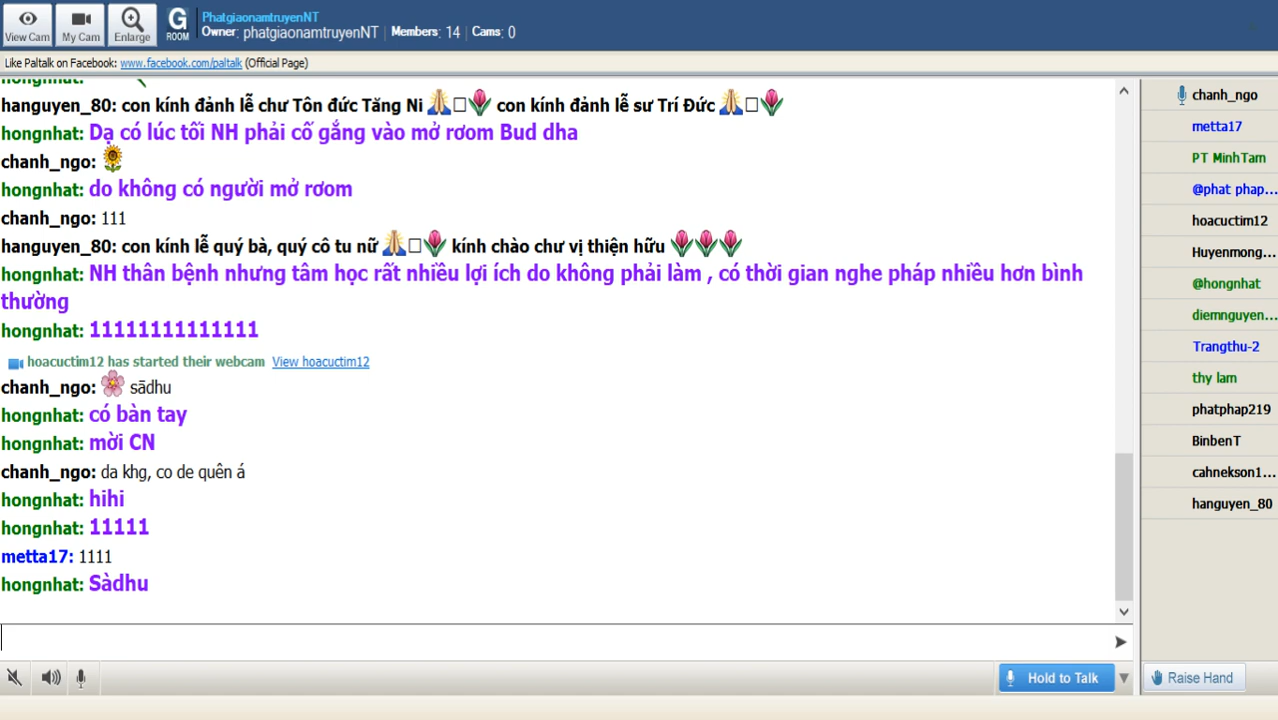 View Cam
My Cam
Enlarge
G
ROOM
PhatgiaonamtruyenNT
Owner: phatgiaonamtruyenNT | Members: 14 | Cams: 0
Like Paltalk on Facebook: www.facebook.com/paltalk (Official Page)
hanguyen_80: con kính đảnh lễ chư Tôn đức Tăng Ni 🙏□🌷 con kính đảnh lễ sư Trí Đức 🙏□🌷
hongnhat: Dạ có lúc tối NH phải cố gắng vào mở rơom Bud dha
chanh_ngo: 🌻
hongnhat: do không có người mở rơom
chanh_ngo: 111
hanguyen_80: con kính lễ quý bà, quý cô tu nữ 🙏□🌷 kính chào chư vị thiện hữu 🌷🌷🌷
hongnhat: NH thân bệnh nhưng tâm học rất nhiều lợi ích do không phải làm , có thời gian nghe pháp nhiều hơn bình
thường
hongnhat: 11111111111111
hoacuctim12 has started their webcam View hoacuctim12
chanh_ngo: 🌸 sādhu
hongnhat: có bàn tay
hongnhat: mời CN
chanh_ngo: da khg, co de quên á
hongnhat: hihi
hongnhat: 11111
metta17: 1111
hongnhat: Sàdhu
Hold to Talk
chanh_ngo
metta17
PT MinhTam
@phat phap...
hoacuctim12
Huyenmong...
@hongnhat
diemnguyen...
Trangthu-2
thy lam
phatphap219
BinbenT
cahnekson1...
hanguyen_80
Raise Hand